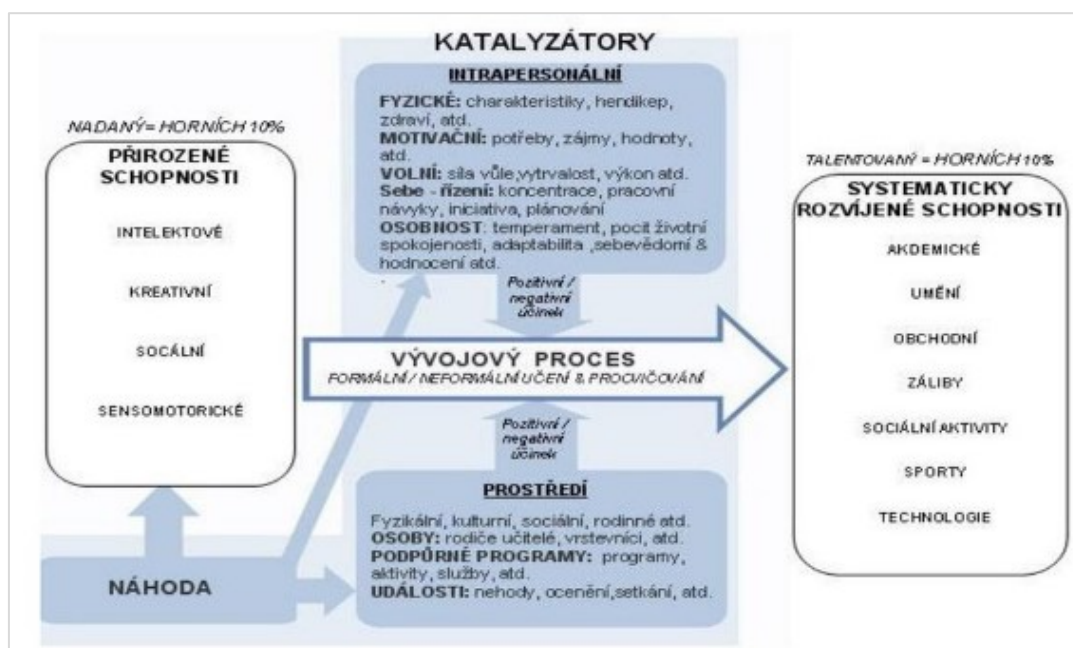 KATALYZÁTORY
INTRAPERSONÁLNÍ
FYZICKÉ: charakteristiky, hendikep,
zdraví, atd.
MOTIVAČNÍ: potřeby, zájmy, hodnoty,
atd.
VOLNÍ: síla vůle,vytrvalost, výkon atd.
Sebe - řízení: koncentrace, pracovní
návyky, iniciativa, plánování
OSOBNOST: temperament, pocit životní
spokojenosti, adaptabilita ,sebevědomí &
hodnocení atd.
.
NADANÝ= HORNÍCH 10%
PŘIROZENÉ
SCHOPNOSTI
INTELEKTOVÉ
KREATIVNÍ
SOCÁLNÍ
SENSOMOTORICKÉ
Pozitivní /
negativní
účinek
VÝVOJOVÝ PROCES
FORMÁLNÍ / NEFORMÁLNÍ UČENÍ & PROCVIČOVÁNÍ
Pozitivní /
negativní
účinek
PROSTŘEDÍ
Fyzikální, kulturní, sociální, rodinné atd.
OSOBY: rodiče učitelé, vrstevníci, atd.
PODPŮRNÉ PROGRAMY: programy,
aktivity, služby, atd.
UDÁLOSTI: nehody, ocenění,setkání, atd.
NÁHODA
TALENTOVANÝ = HORNÍCH 10%
SYSTEMATICKY
ROZVÍJENÉ SCHOPNOSTI
AKDEMICKÉ
UMĚNÍ
OBCHODNÍ
ZÁLIBY
SOCIÁLNÍ AKTIVITY
SPORTY
TECHNOLOGIE